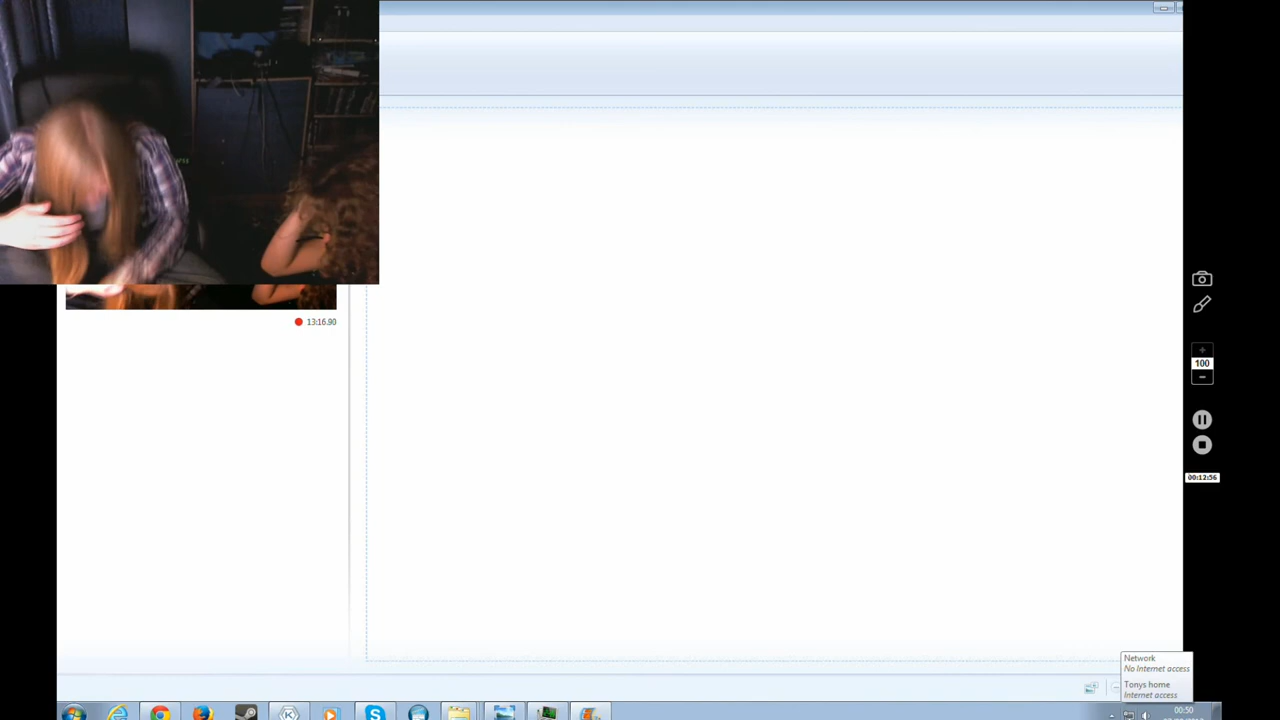 13:16.90
+
100
−
00:12:56
Network
No Internet access
Tonys home
Internet access
00:50